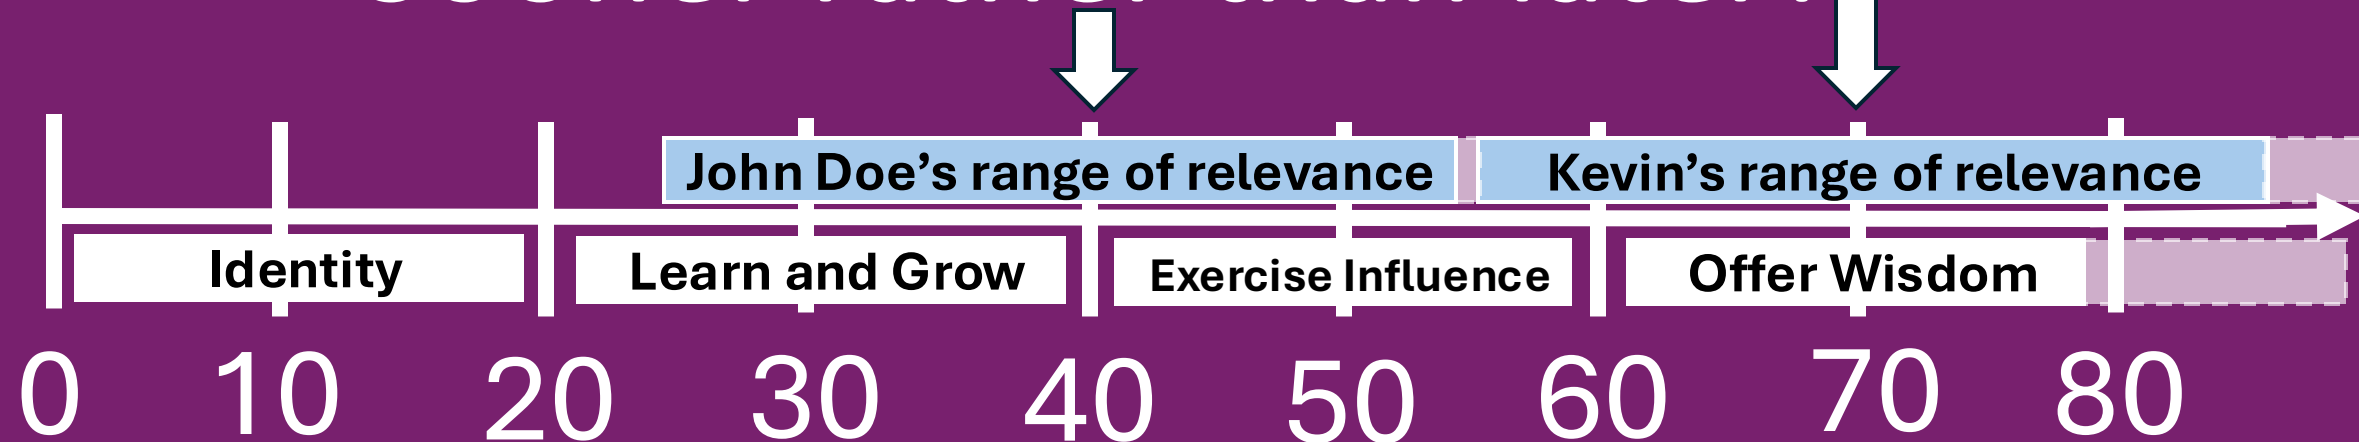 John Doe's range of relevance Kevin's range of relevance
Identity Learn and Grow Exercise Influence Offer Wisdom
0 10 20 30 40 50 60 70 80